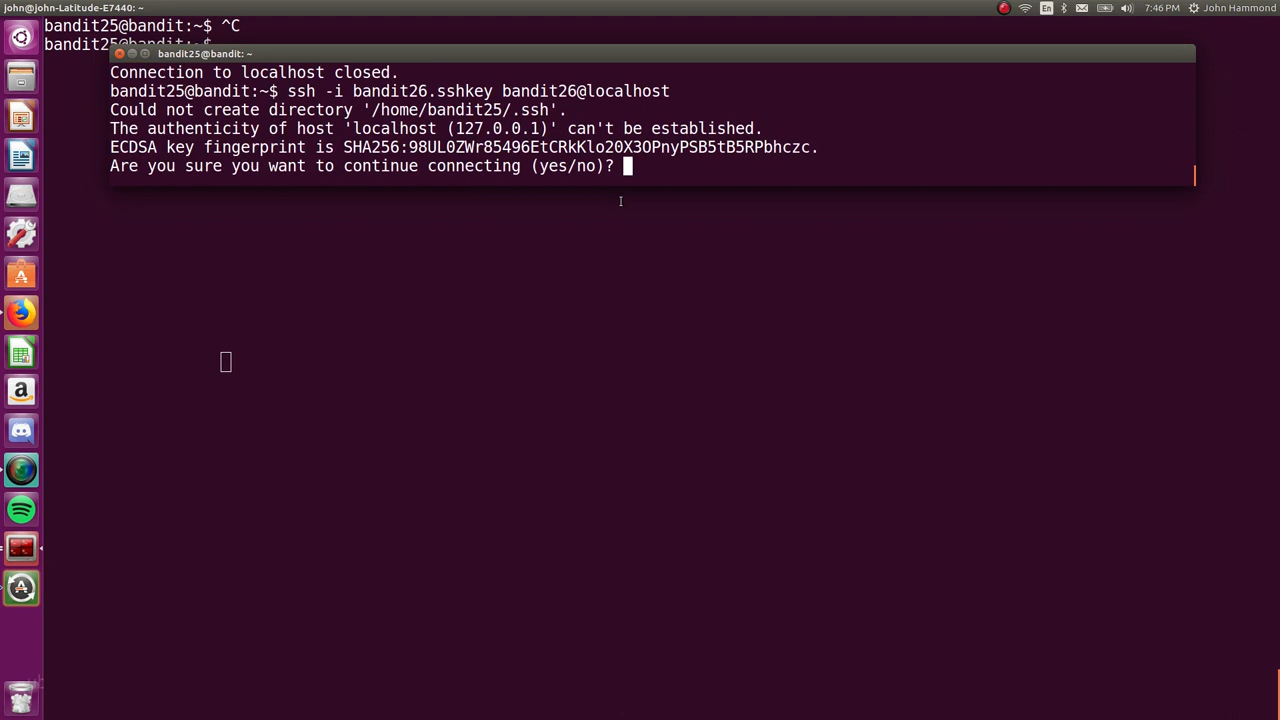 john@john-Latitude-E7440: ~
7:46 PM
John Hammond
En
bandit25@bandit:~$ ^C
bandit25@bandit:~$
bandit25@bandit: ~
Connection to localhost closed.
bandit25@bandit:~$ ssh -i bandit26.sshkey bandit26@localhost
Could not create directory '/home/bandit25/.ssh'.
The authenticity of host 'localhost (127.0.0.1)' can't be established.
ECDSA key fingerprint is SHA256:98UL0ZWr85496EtCRkKlo20X3OPnyPSB5tB5RPbhczc.
Are you sure you want to continue connecting (yes/no)?